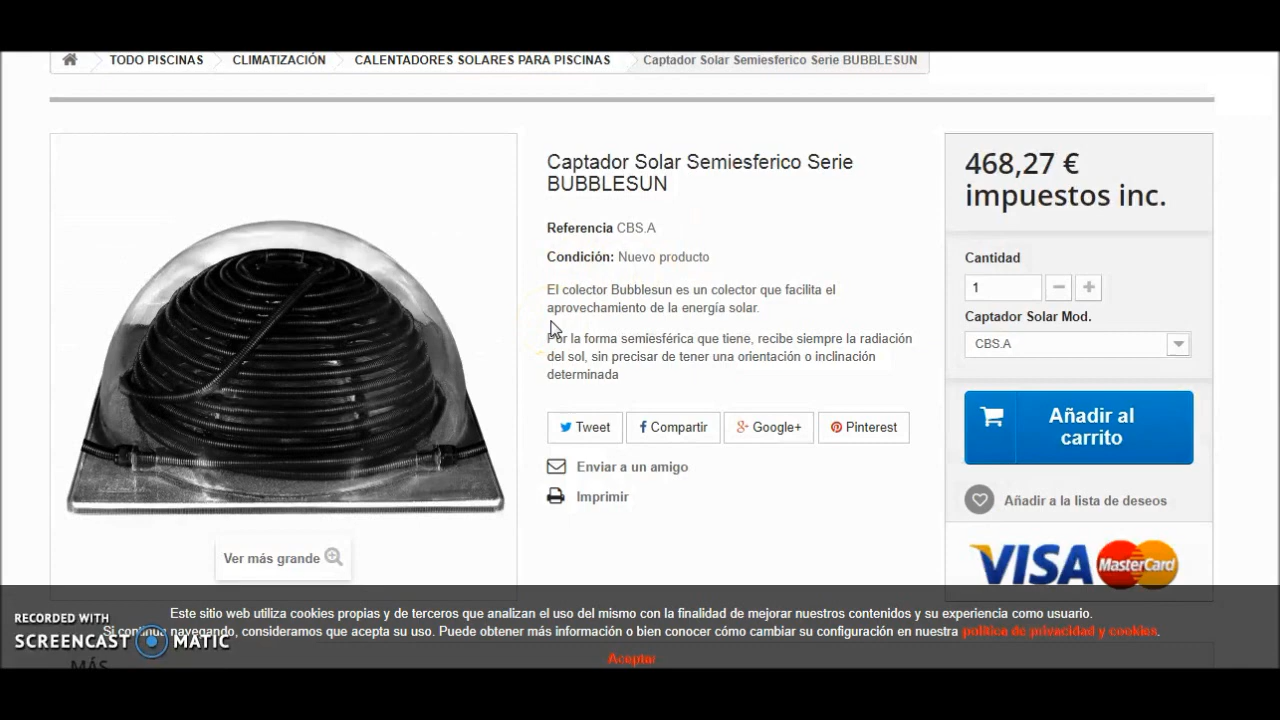 TODO PISCINAS
CLIMATIZACIÓN
CALENTADORES SOLARES PARA PISCINAS
Captador Solar Semiesferico Serie BUBBLESUN
Captador Solar Semiesferico Serie
BUBBLESUN
Referencia CBS.A
Condición: Nuevo producto
El colector Bubblesun es un colector que facilita el
aprovechamiento de la energía solar.
Por la forma semiesférica que tiene, recibe siempre la radiación
del sol, sin precisar de tener una orientación o inclinación
determinada
Tweet
Compartir
Google+
Pinterest
Enviar a un amigo
Imprimir
Ver más grande
468,27 €
impuestos inc.
Cantidad
1
Captador Solar Mod.
CBS.A
Añadir al
carrito
Añadir a la lista de deseos
VISA MasterCard
Este sitio web utiliza cookies propias y de terceros que analizan el uso del mismo con la finalidad de mejorar nuestros contenidos y su experiencia como usuario.
Si continua navegando, consideramos que acepta su uso. Puede obtener más información o bien conocer cómo cambiar su configuración en nuestra política de privacidad y cookies.
Aceptar
RECORDED WITH
SCREENCAST MATIC
MÁS